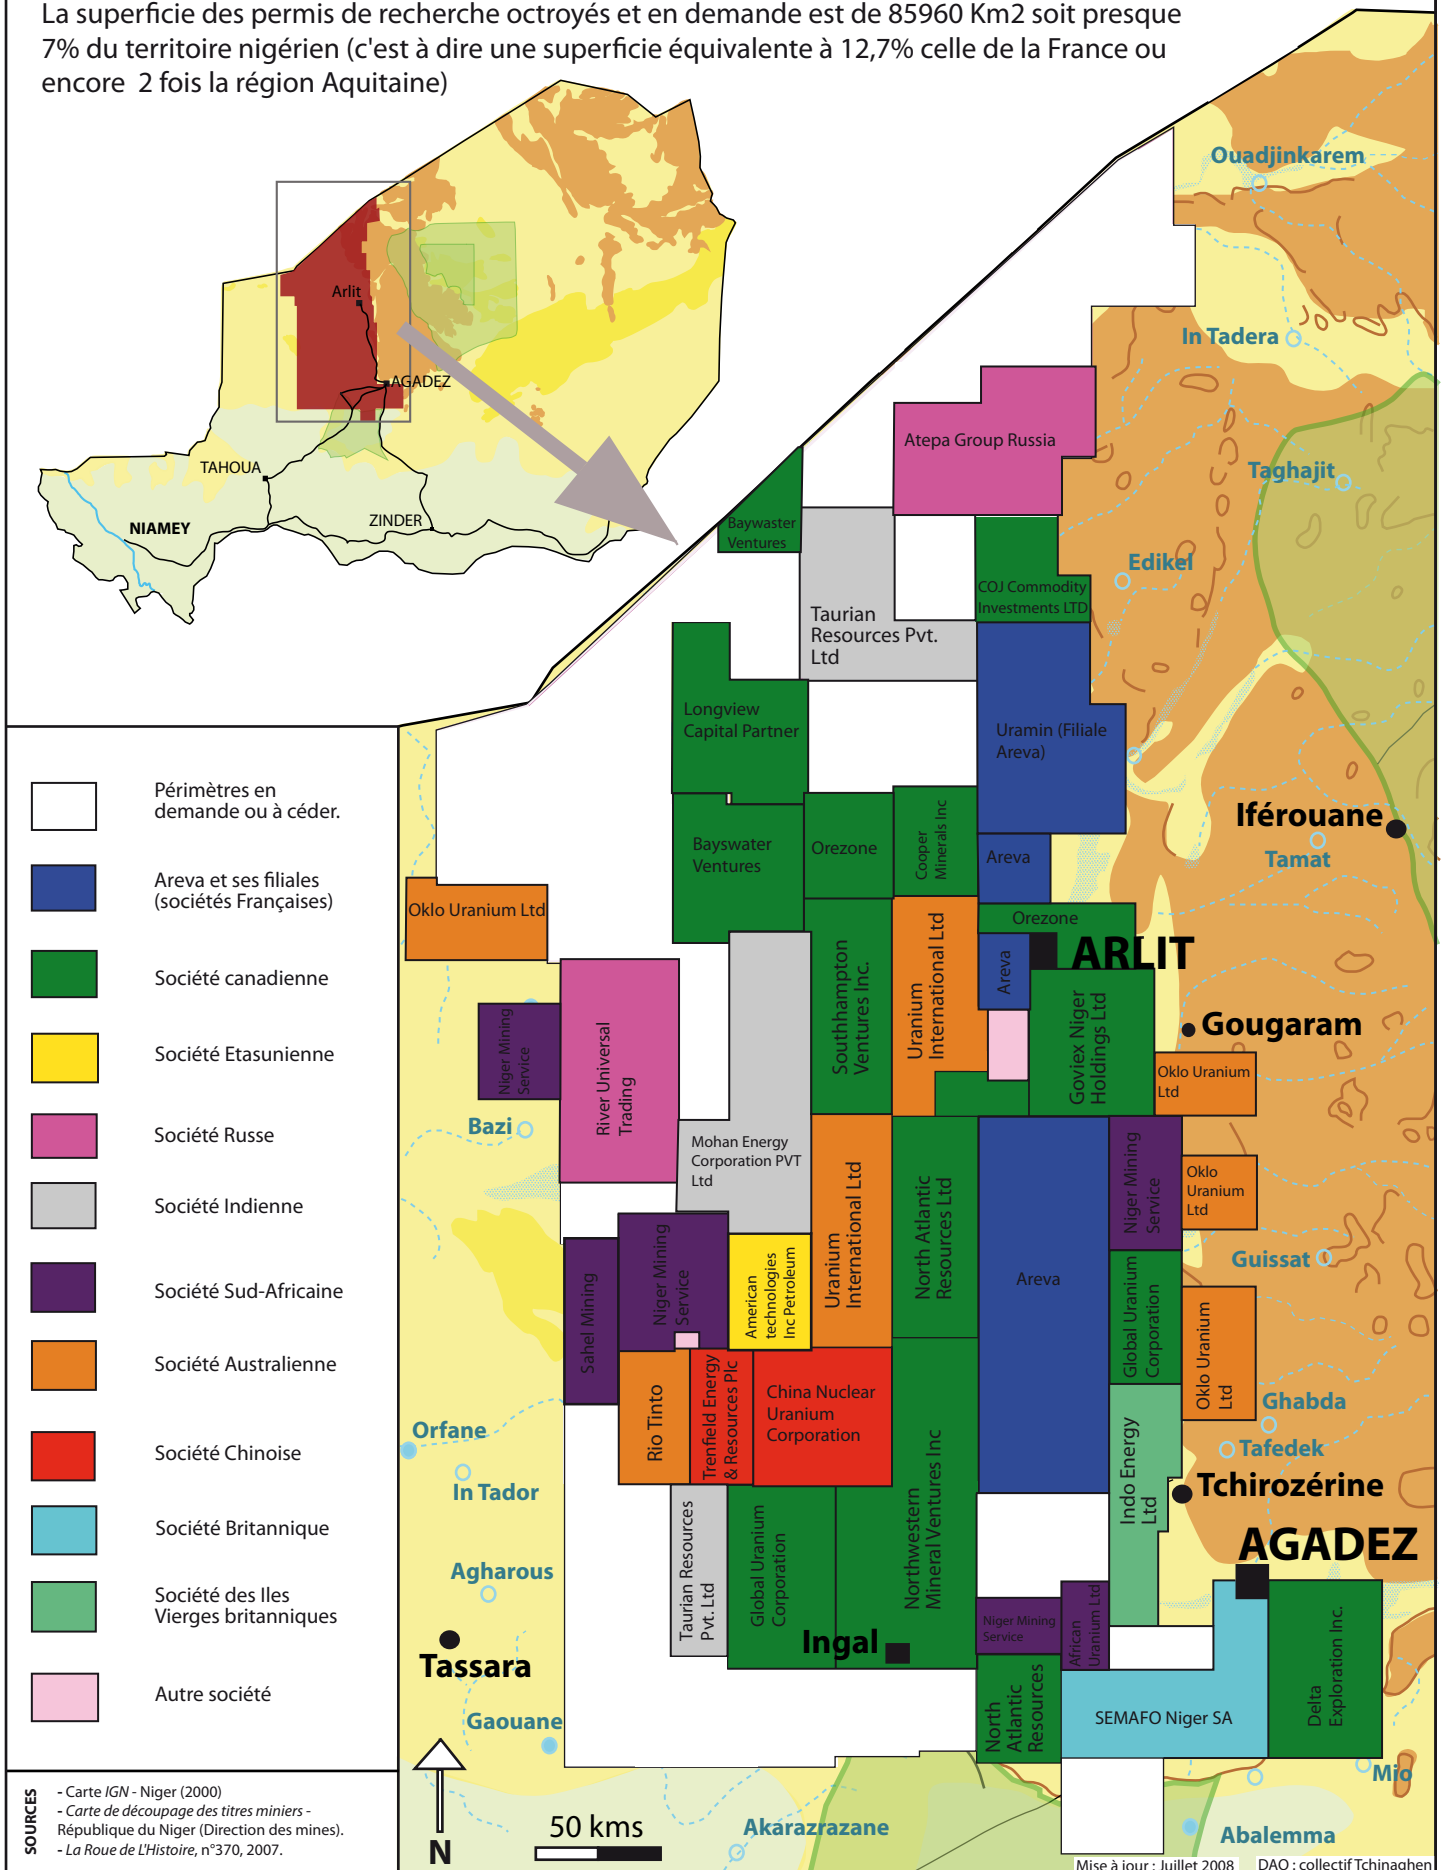 La superficie des permis de recherche octroyés et en demande est de 85960 Km2 soit presque
7% du territoire nigérien (c'est à dire une superficie équivalente à 12,7% celle de la France ou
encore 2 fois la région Aquitaine)
Arlit
AGADEZ
TAHOUA
NIAMEY
ZINDER
Ouadjinkarem
In Tadera
Taghajit
Edikel
Iférouane
Tamat
ARLIT
Gougaram
Guissat
Ghabda
Tafedek
Tchirozérine
AGADEZ
Mio
Abalemma
Akarazrazane
Ingal
Bazi
Orfane
In Tador
Agharous
Tassara
Gaouane
Atepa Group Russia
Baywaster
Ventures
COJ Commodity
Investments LTD
Taurian
Resources Pvt.
Ltd
Longview
Capital Partner
Uramin (Filiale
Areva)
Bayswater
Ventures
Orezone
Cooper
Minerals Inc
Areva
Oklo Uranium Ltd
Orezone
Areva
Southhampton
Ventures Inc.
Uranium
International Ltd
Goviex Niger
Holdings Ltd
Niger Mining
Service
River Universal
Trading
Oklo Uranium
Ltd
Mohan Energy
Corporation PVT
Ltd
Uranium
International Ltd
North Atlantic
Resources Ltd
Areva
Niger Mining
Service
Oklo
Uranium
Ltd
Sahel Mining
Niger Mining
Service
American
technologies
Inc Petroleum
Global Uranium
Corporation
Oklo Uranium
Ltd
Rio Tinto
Trenfield Energy
& Resources Plc
China Nuclear
Uranium
Corporation
Northwestern
Mineral Ventures Inc
Indo Energy
Ltd
Taurian Resources
Pvt. Ltd
Global Uranium
Corporation
Niger Mining
Service
African
Uranium Ltd
North
Atlantic
Resources
SEMAFO Niger SA
Delta
Exploration Inc.
Périmètres en
demande ou à céder.
Areva et ses filiales
(sociétés Françaises)
Société canadienne
Société Etasunienne
Société Russe
Société Indienne
Société Sud-Africaine
Société Australienne
Société Chinoise
Société Britannique
Société des Iles
Vierges britanniques
Autre société
SOURCES
- Carte IGN - Niger (2000)
- Carte de découpage des titres miniers -
République du Niger (Direction des mines).
- La Roue de L'Histoire, n°370, 2007.
N
50 kms
Mise à jour : Juillet 2008 DAO : collectif Tchinaghen